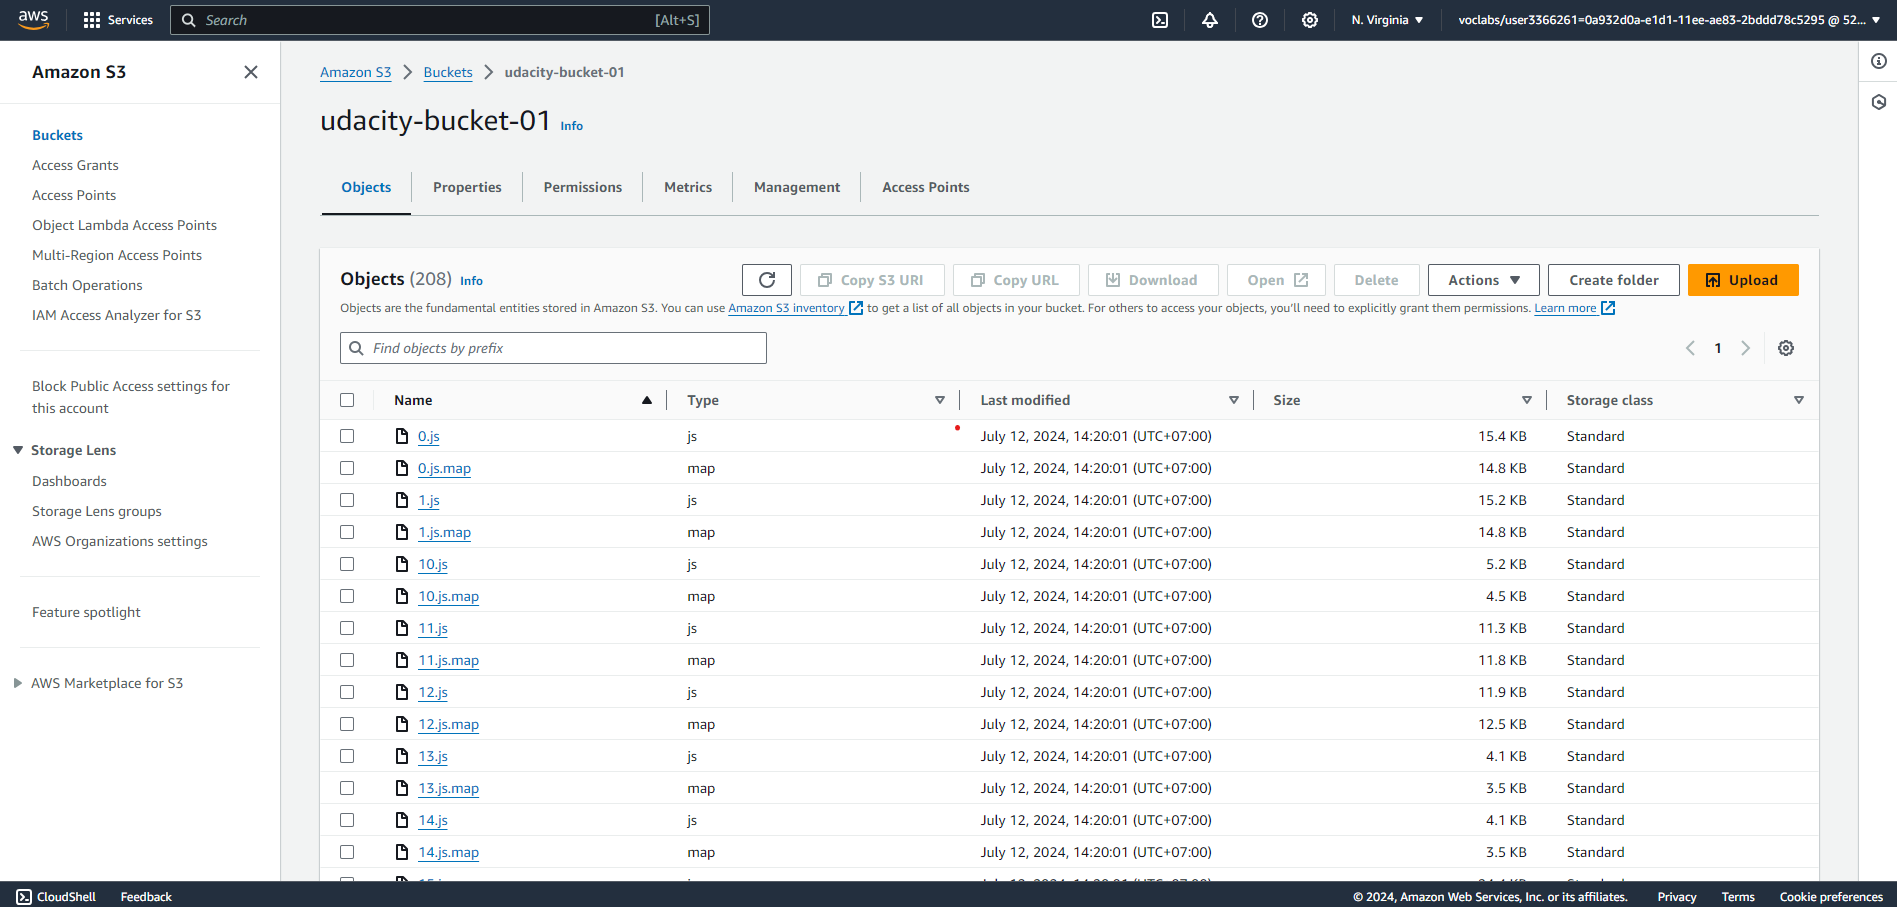 aws Services Search [Alt+S] N. Virginia voclabs/user3366261=0a932d0a-e1d1-11ee-ae83-2bddd78c5295 @ 52...
Amazon S3
Buckets
Access Grants
Access Points
Object Lambda Access Points
Multi-Region Access Points
Batch Operations
IAM Access Analyzer for S3
Block Public Access settings for
this account
Storage Lens
Dashboards
Storage Lens groups
AWS Organizations settings
Feature spotlight
AWS Marketplace for S3
Amazon S3 Buckets udacity-bucket-01
udacity-bucket-01 Info
Objects Properties Permissions Metrics Management Access Points
Objects (208) Info Copy S3 URI Copy URL Download Open Delete Actions Create folder Upload
Objects are the fundamental entities stored in Amazon S3. You can use Amazon S3 inventory to get a list of all objects in your bucket. For others to access your objects, you'll need to explicitly grant them permissions. Learn more
Find objects by prefix 1
Name Type Last modified Size Storage class
0.js js July 12, 2024, 14:20:01 (UTC+07:00) 15.4 KB Standard
0.js.map map July 12, 2024, 14:20:01 (UTC+07:00) 14.8 KB Standard
1.js js July 12, 2024, 14:20:01 (UTC+07:00) 15.2 KB Standard
1.js.map map July 12, 2024, 14:20:01 (UTC+07:00) 14.8 KB Standard
10.js js July 12, 2024, 14:20:01 (UTC+07:00) 5.2 KB Standard
10.js.map map July 12, 2024, 14:20:01 (UTC+07:00) 4.5 KB Standard
11.js js July 12, 2024, 14:20:01 (UTC+07:00) 11.3 KB Standard
11.js.map map July 12, 2024, 14:20:01 (UTC+07:00) 11.8 KB Standard
12.js js July 12, 2024, 14:20:01 (UTC+07:00) 11.9 KB Standard
12.js.map map July 12, 2024, 14:20:01 (UTC+07:00) 12.5 KB Standard
13.js js July 12, 2024, 14:20:01 (UTC+07:00) 4.1 KB Standard
13.js.map map July 12, 2024, 14:20:01 (UTC+07:00) 3.5 KB Standard
14.js js July 12, 2024, 14:20:01 (UTC+07:00) 4.1 KB Standard
14.js.map map July 12, 2024, 14:20:01 (UTC+07:00) 3.5 KB Standard
CloudShell Feedback © 2024, Amazon Web Services, Inc. or its affiliates. Privacy Terms Cookie preferences